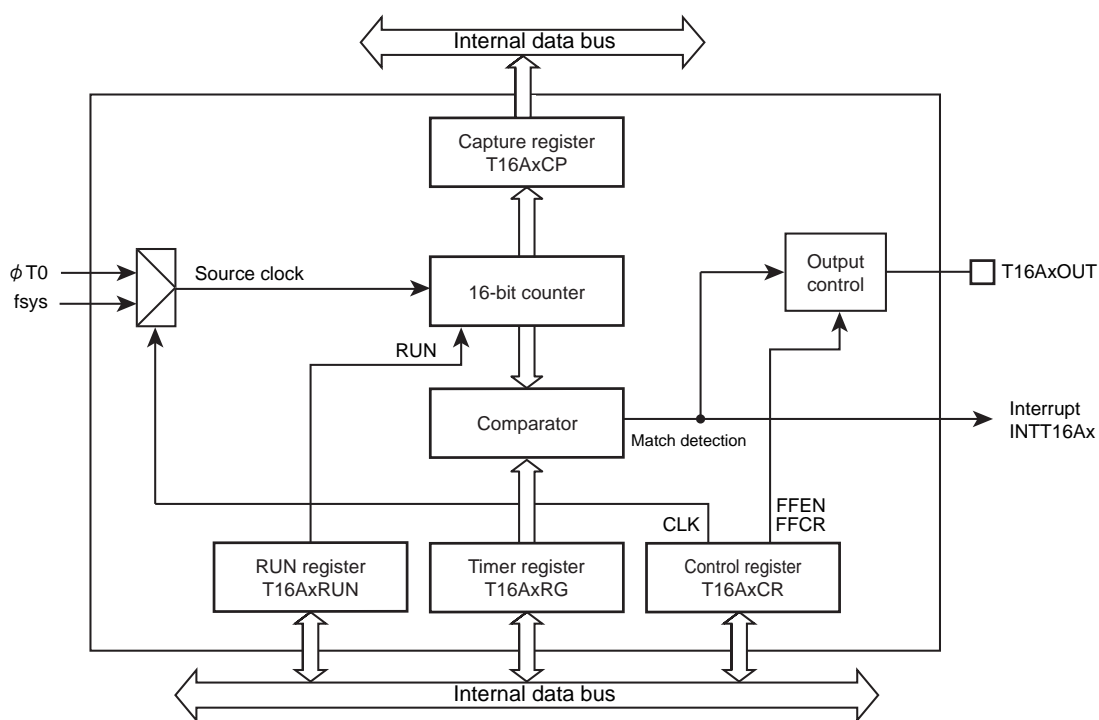 Internal data bus
Capture register
T16AxCP
ϕT0
fsys
Source clock
16-bit counter
Output
control
T16AxOUT
RUN
Comparator
Match detection
Interrupt
INTT16Ax
CLK
FFEN
FFCR
RUN register
T16AxRUN
Timer register
T16AxRG
Control register
T16AxCR
Internal data bus